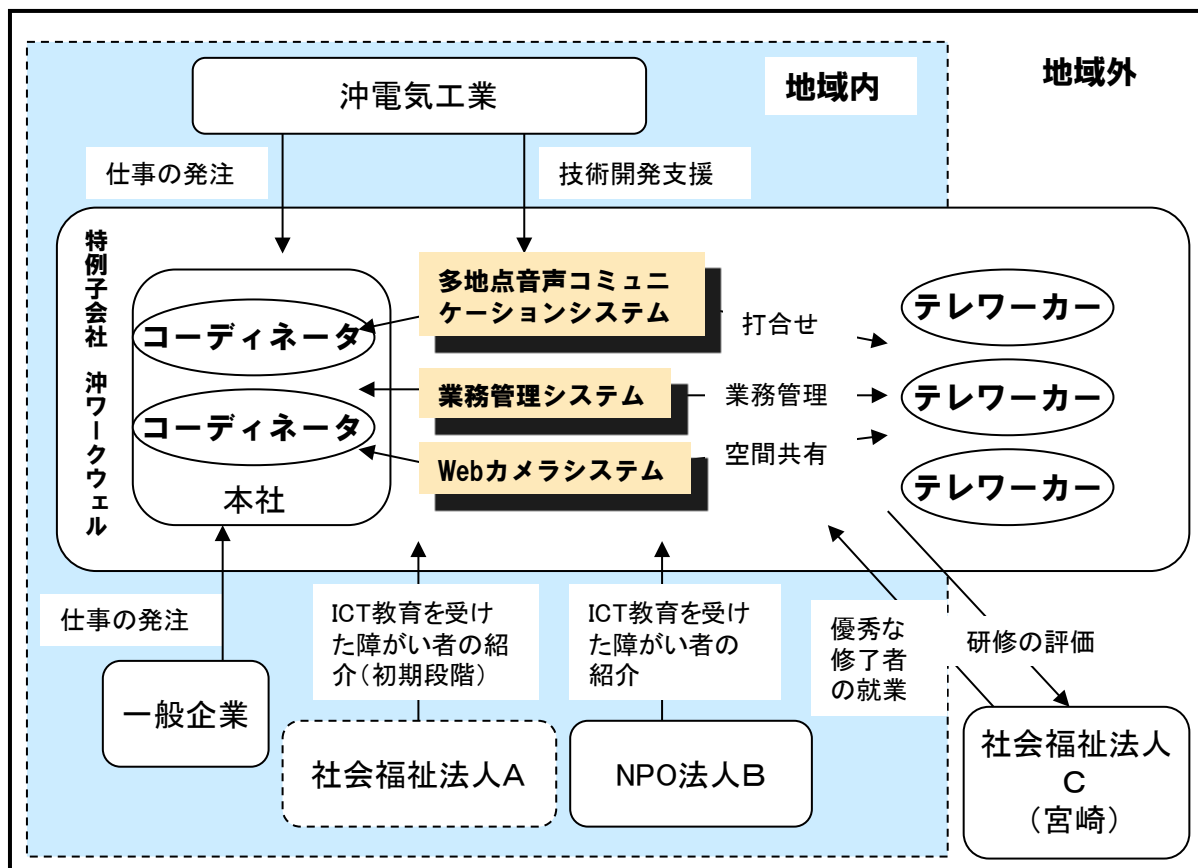 沖電気工業
地域内
地域外
仕事の発注
技術開発支援
特例子会社 沖ワークウェル
コーディネータ
コーディネータ
本社
多地点音声コミュニ
ケーションシステム
業務管理システム
Webカメラシステム
打合せ
業務管理
空間共有
テレワーカー
テレワーカー
テレワーカー
仕事の発注
ICT教育を受け
た障がい者の紹
介(初期段階)
ICT教育を受け
た障がい者の
紹介
優秀な
修了者
の就業
研修の評価
一般企業
社会福祉法人A
NPO法人B
社会福祉法人
C
(宮崎)